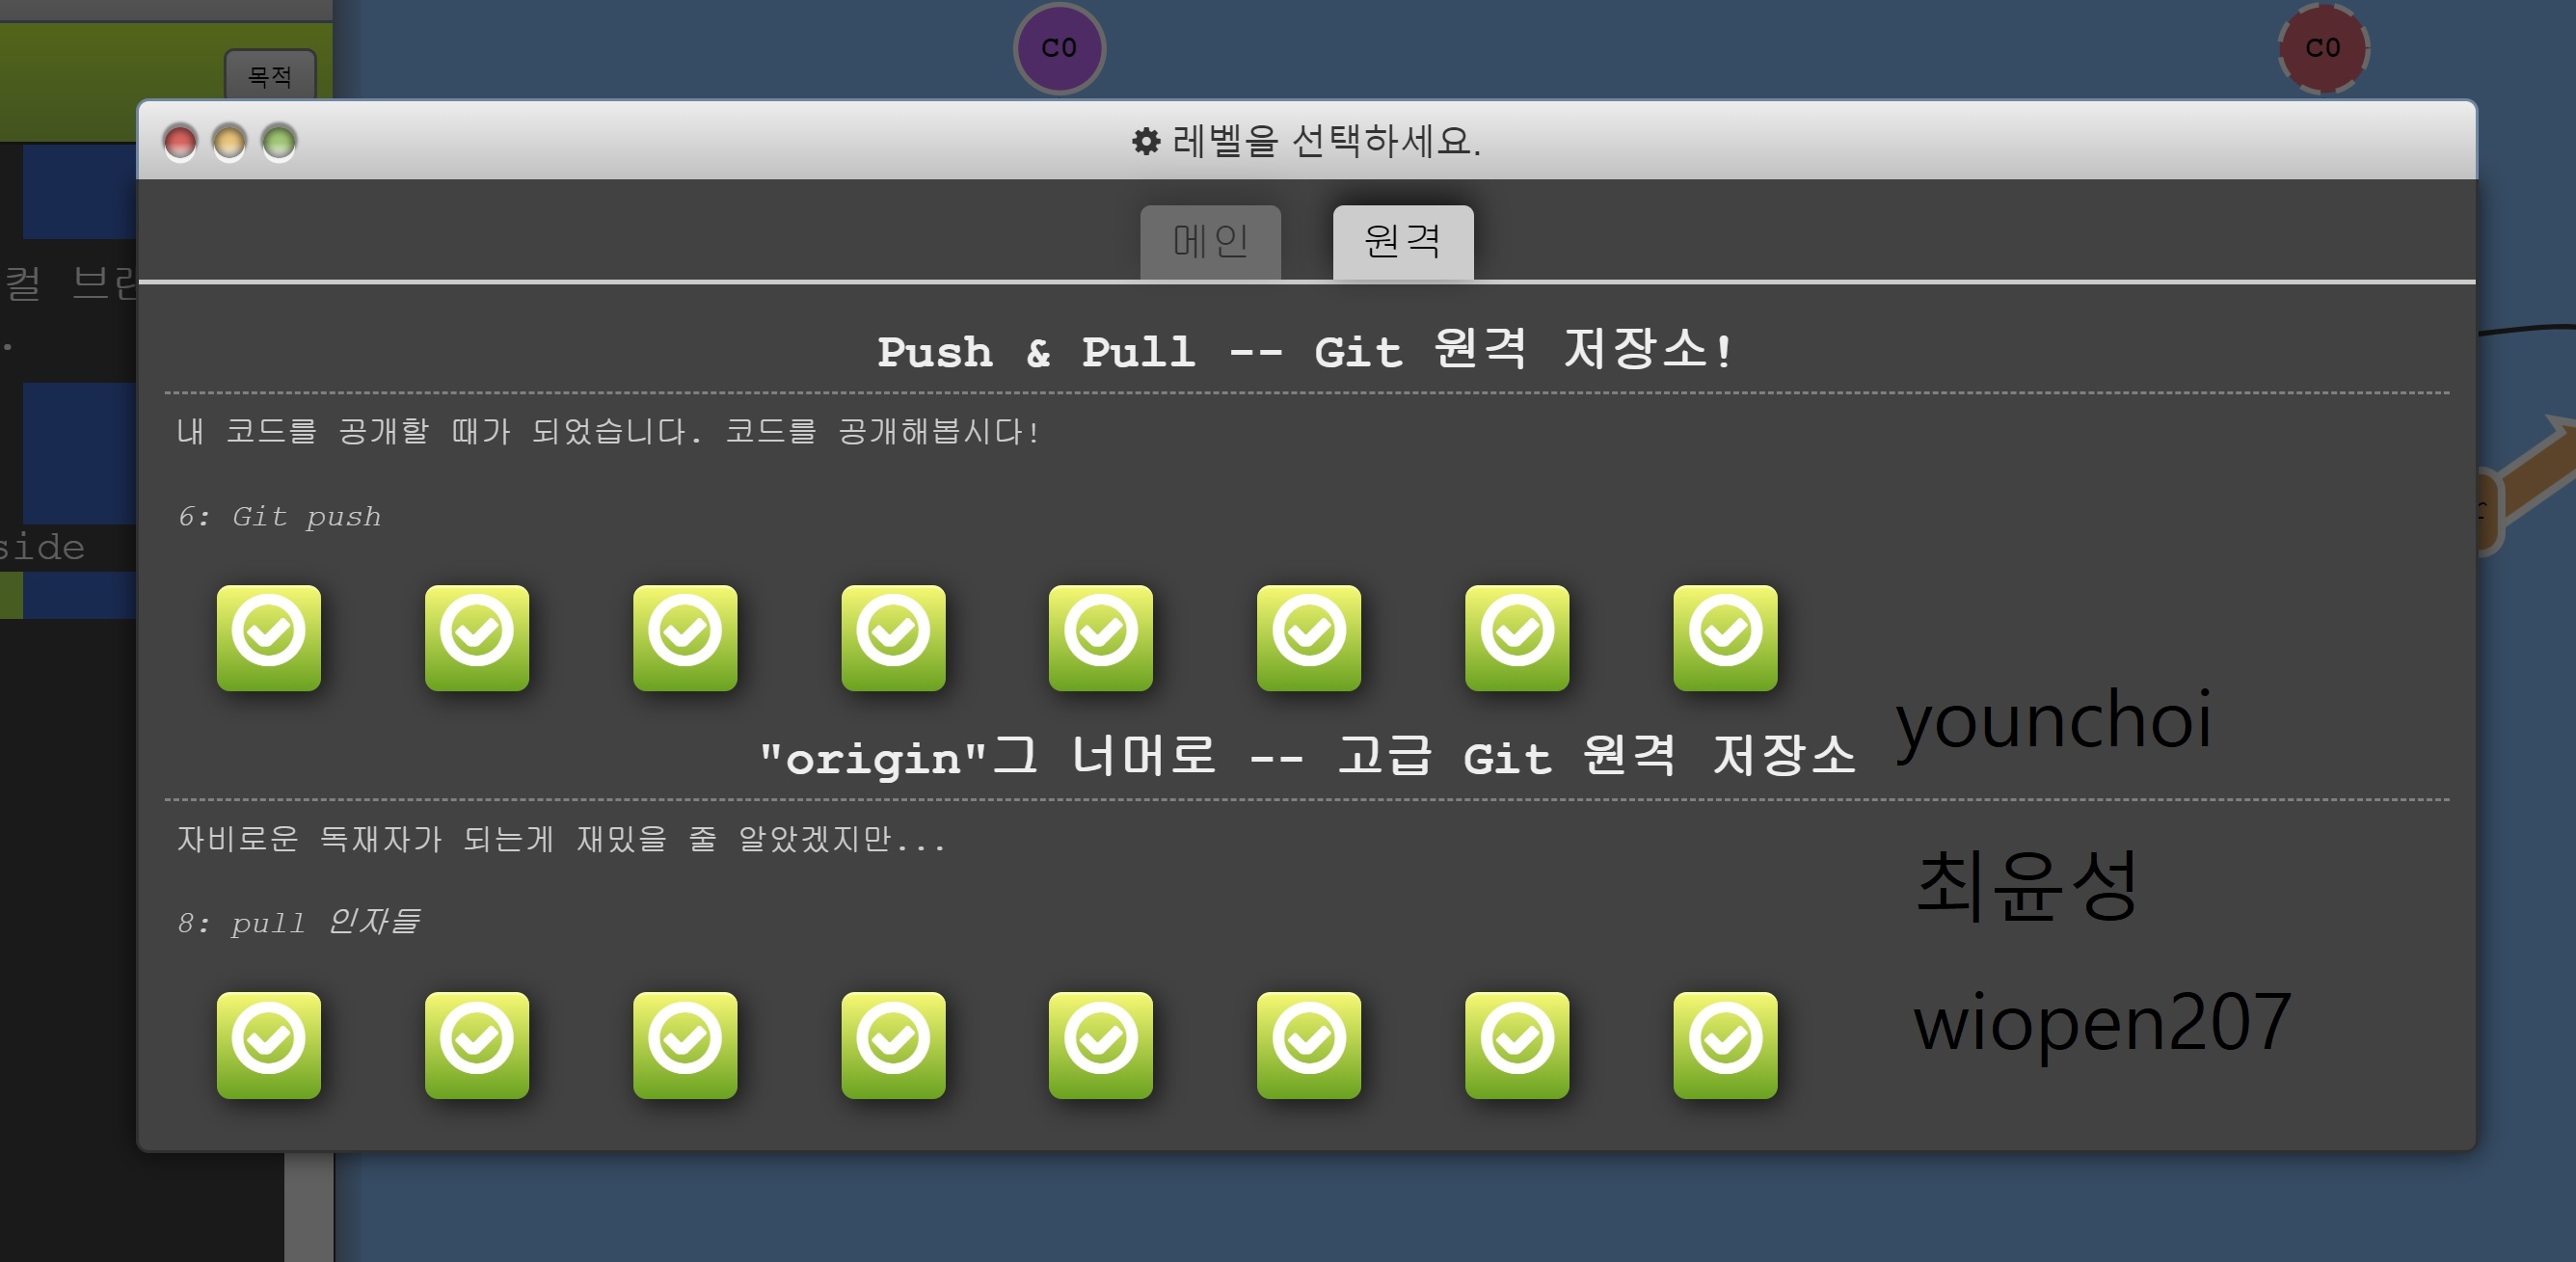 C0
C0
목적
레벨을 선택하세요.
메인
원격
컬 브
.
Push & Pull -- Git 원격 저장소!
내 코드를 공개할 때가 되었습니다. 코드를 공개해봅시다!
6: Git push
side
younchoi
"origin"그 너머로 -- 고급 Git 원격 저장소
자비로운 독재자가 되는게 재밌을 줄 알았겠지만...
최윤성
8: pull 인자들
wiopen207